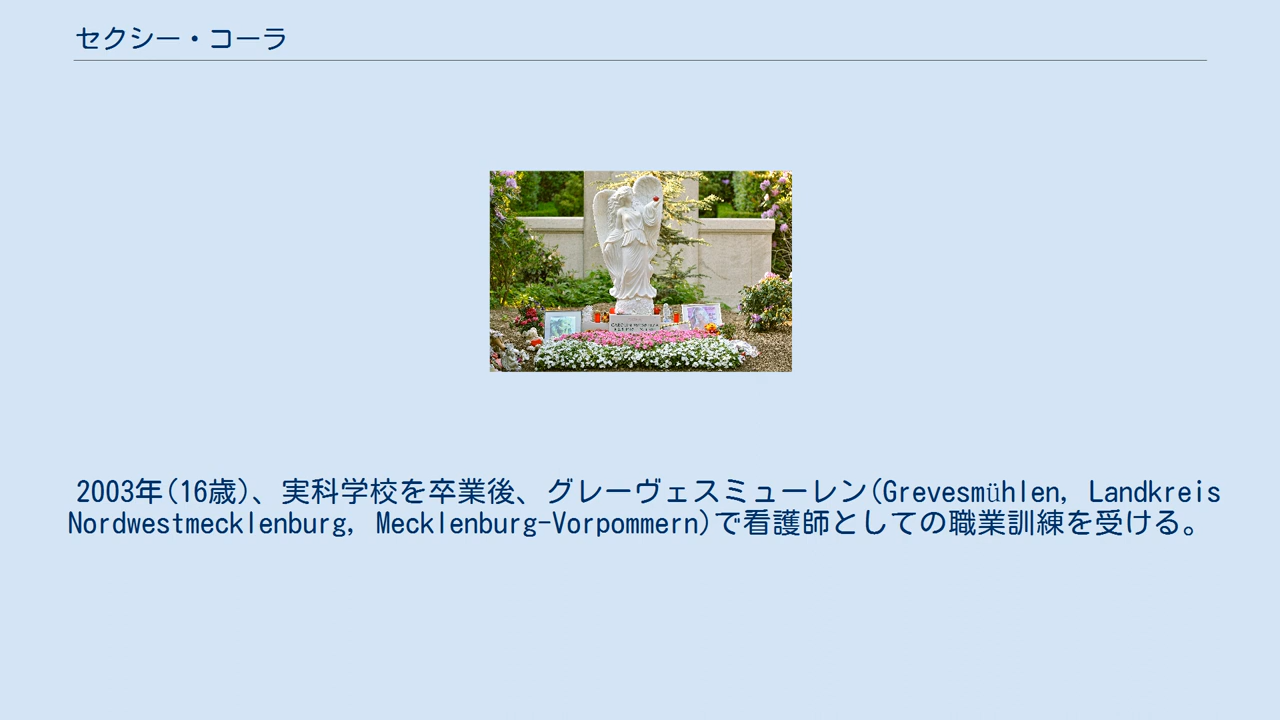 セクシー・コーラ
2003年(16歳)、実科学校を卒業後、グレーヴェスミューレン(Grevesmühlen, Landkreis
Nordwestmecklenburg, Mecklenburg-Vorpommern)で看護師としての職業訓練を受ける。